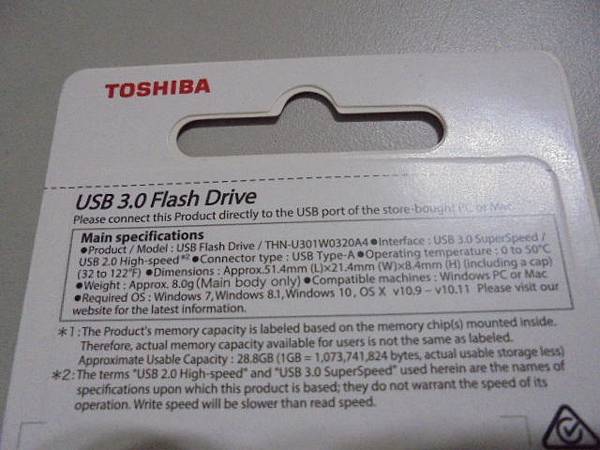 TOSHIBA
USB 3.0 Flash Drive
Please connect this Product directly to the USB port of the store-bought PC or Mac.
Main specifications
●Product / Model : USB Flash Drive / THN-U301W0320A4 ●Interface : USB 3.0 SuperSpeed /
USB 2.0 High-speed*2 ●Connector type : USB Type-A ●Operating temperature : 0 to 50°C
(32 to 122°F) ●Dimensions : Approx.51.4mm (L)×21.4mm (W)×8.4mm (H) (including a cap)
●Weight : Approx. 8.0g (Main body only) ●Compatible machines : Windows PC or Mac
●Required OS : Windows 7, Windows 8.1, Windows 10, OS X v10.9 – v10.11 Please visit our
website for the latest information.
*1 : The Product's memory capacity is labeled based on the memory chip(s) mounted inside.
Therefore, actual memory capacity available for users is not the same as labeled.
Approximate Usable Capacity : 28.8GB (1GB = 1,073,741,824 bytes, actual usable storage less)
*2 : The terms "USB 2.0 High-speed" and "USB 3.0 SuperSpeed" used herein are the names of
specifications upon which this product is based; they do not warrant the speed of its
operation. Write speed will be slower than read speed.